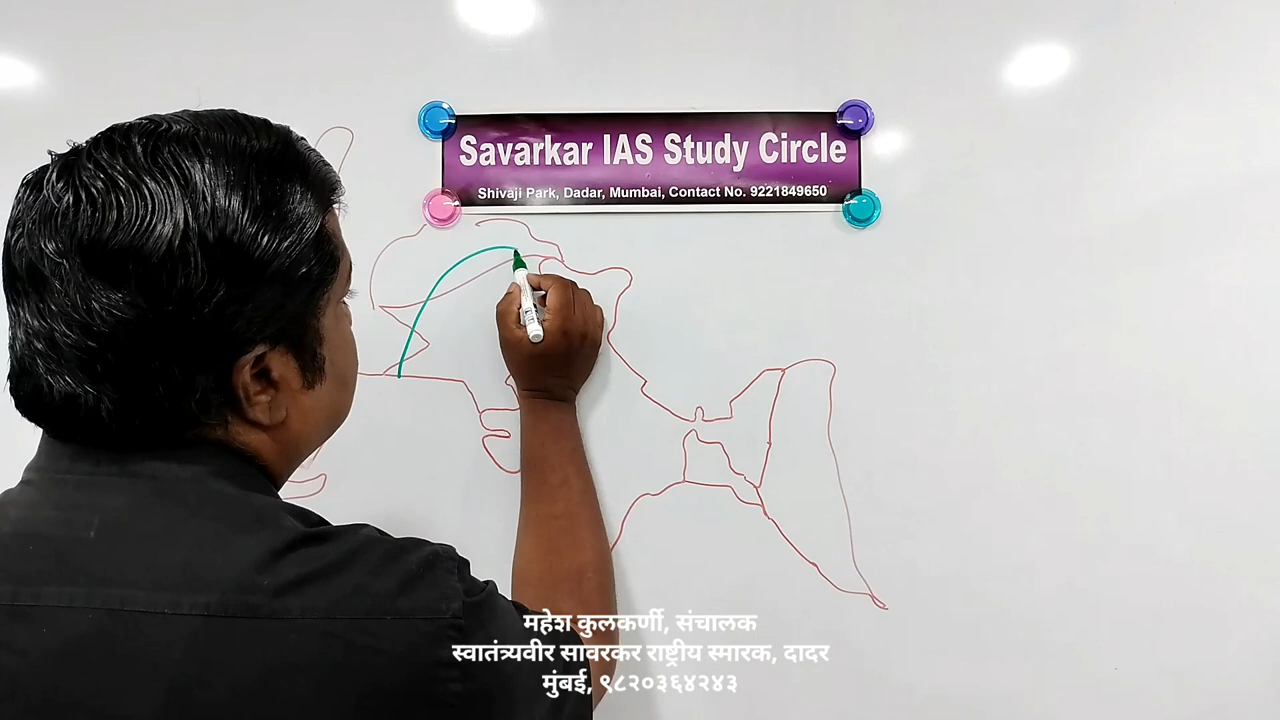 Savarkar IAS Study Circle
Shivaji Park, Dadar, Mumbai, Contact No. 9221849650
महेश कुलकर्णी, संचालक
स्वातंत्र्यवीर सावरकर राष्ट्रीय स्मारक, दादर
मुंबई, ९८२०३६४२४३